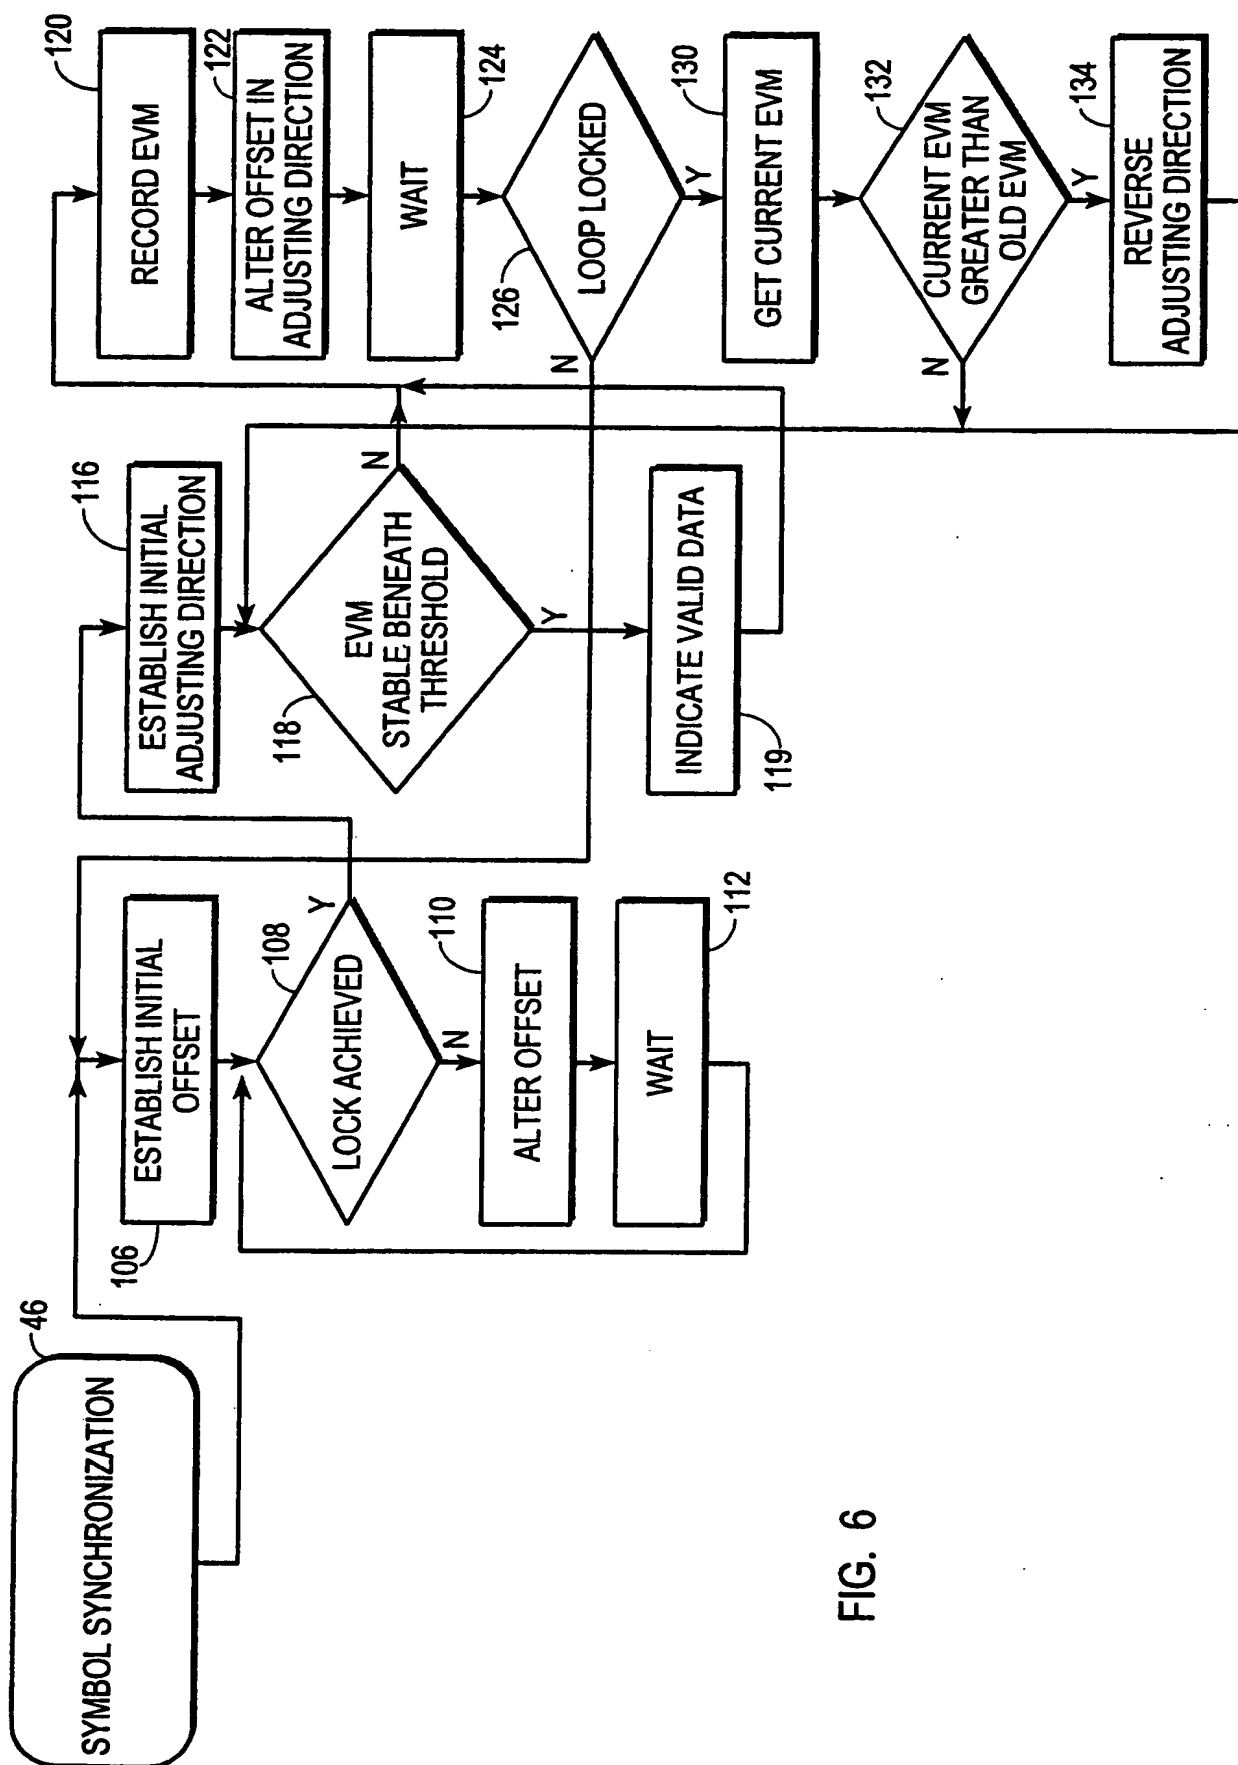 SYMBOL SYNCHRONIZATION
46
ESTABLISH INITIAL
OFFSET
106
LOCK ACHIEVED
108
Y
N
ALTER OFFSET
110
WAIT
112
ESTABLISH INITIAL
ADJUSTING DIRECTION
116
EVM
STABLE BENEATH
THRESHOLD
118
N
Y
INDICATE VALID DATA
119
RECORD EVM
120
ALTER OFFSET IN
ADJUSTING DIRECTION
122
WAIT
124
LOOP LOCKED
126
N
Y
GET CURRENT EVM
130
CURRENT EVM
GREATER THAN
OLD EVM
132
N
Y
REVERSE
ADJUSTING DIRECTION
134
FIG. 6